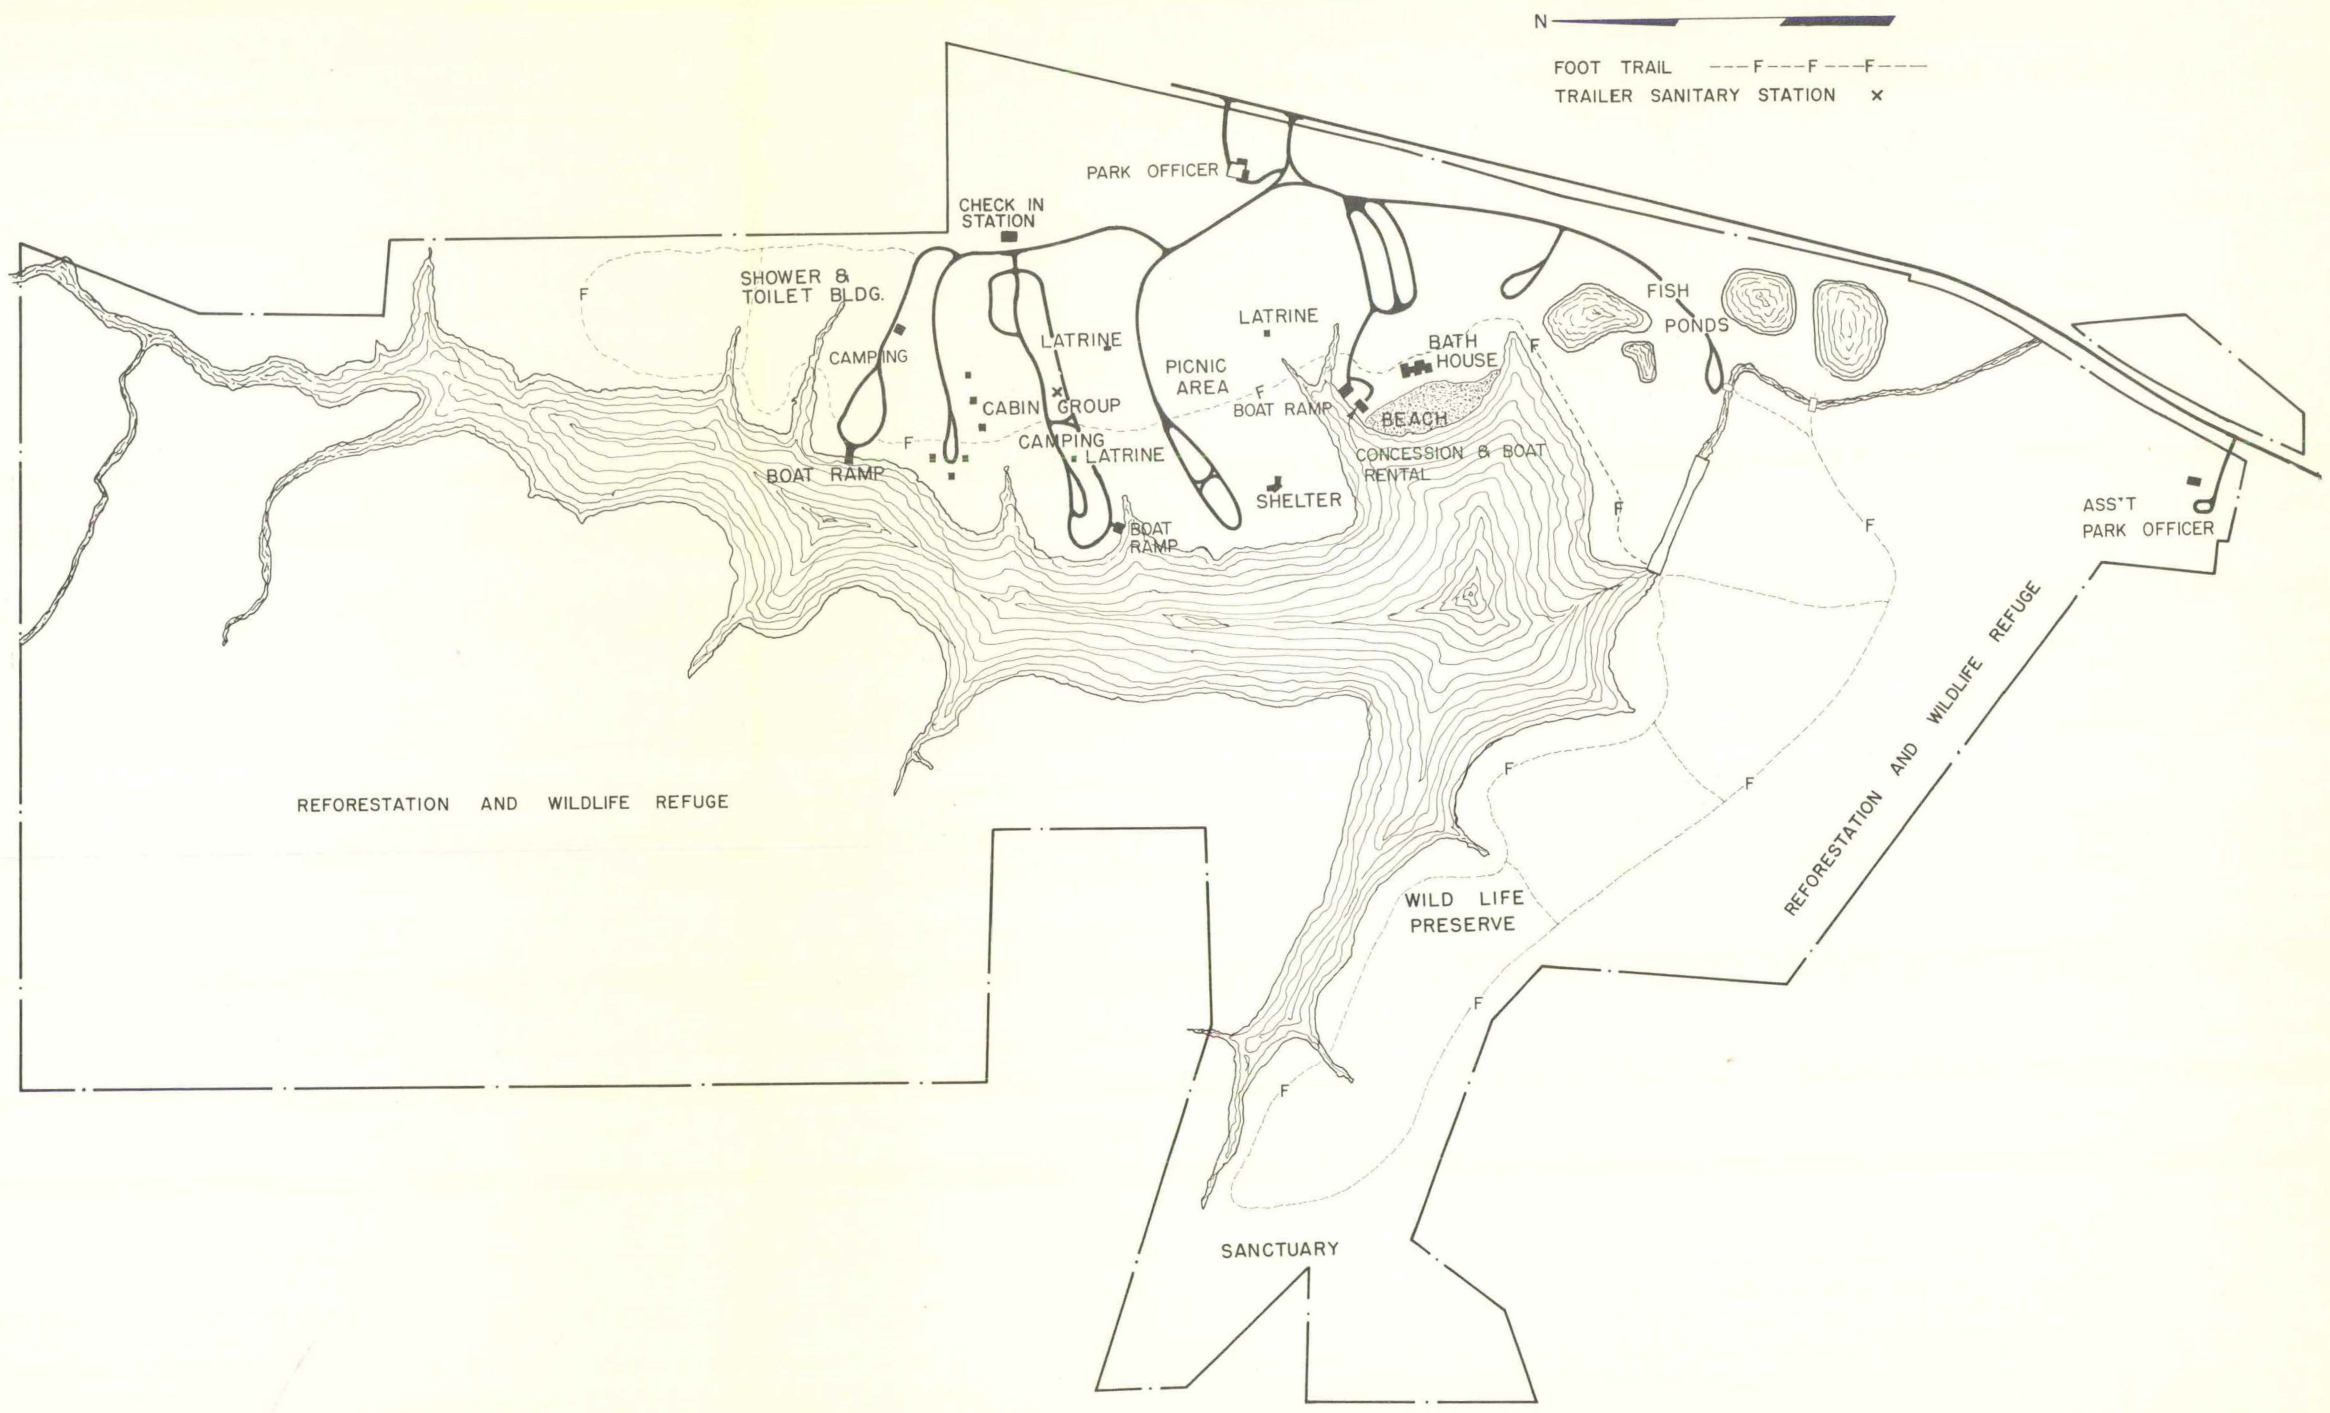 N
FOOT TRAIL ---F---F---F---
TRAILER SANITARY STATION x
PARK OFFICER
CHECK IN
STATION
SHOWER &
TOILET BLDG.
F
FISH
PONDS
LATRINE
LATRINE
CAMPING
BATH
HOUSE
F
PICNIC
AREA
F
BOAT RAMP
CABIN GROUP
BEACH
F
CAMPING
LATRINE
CONCESSION & BOAT
RENTAL
BOAT RAMP
SHELTER
F
F
BOAT
RAMP
ASS'T
PARK OFFICER
REFORESTATION AND WILDLIFE REFUGE
F
F
REFORESTATION AND WILDLIFE REFUGE
WILD LIFE
PRESERVE
F
F
SANCTUARY